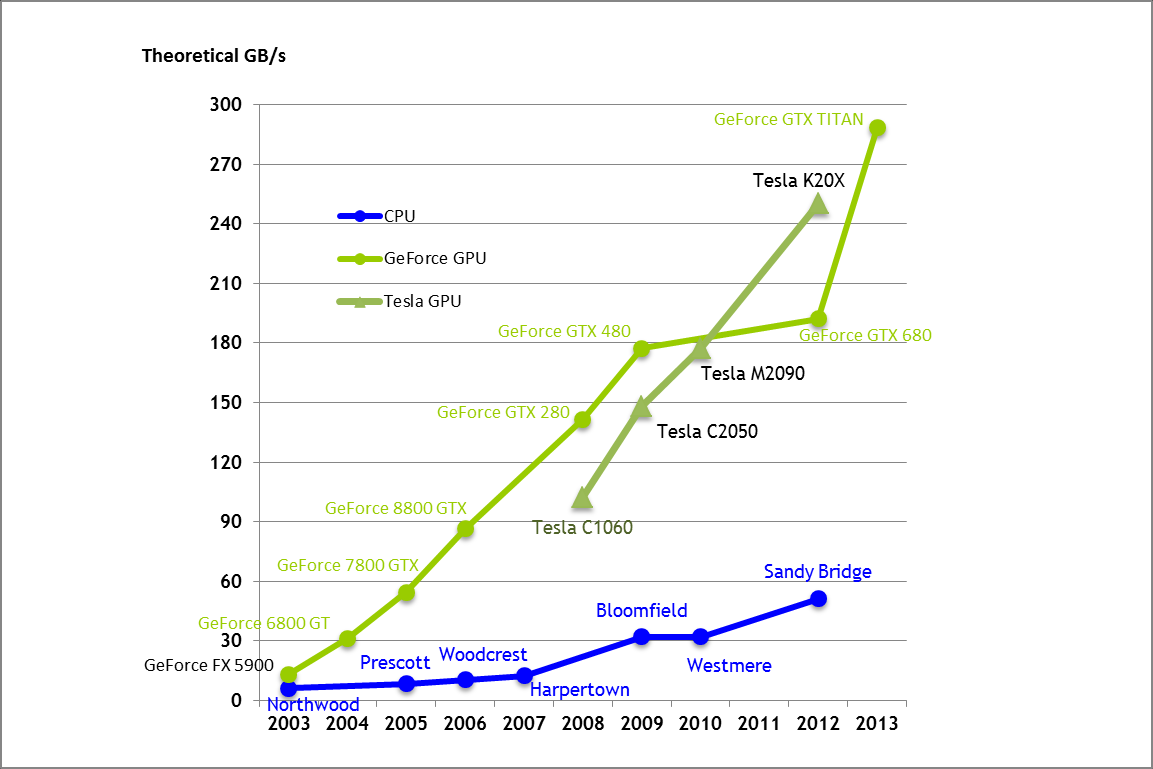 Theoretical GB/s
300
GeForce GTX TITAN
270
Tesla K20X
240
CPU
GeForce GPU
210
Tesla GPU
180
GeForce GTX 480
GeForce GTX 680
Tesla M2090
150
GeForce GTX 280
Tesla C2050
120
GeForce 8800 GTX
90
Tesla C1060
GeForce 7800 GTX
60
Sandy Bridge
Bloomfield
GeForce 6800 GT
30
GeForce FX 5900
Prescott
Woodcrest
Westmere
Harpertown
0
Northwood
2003 2004 2005 2006 2007 2008 2009 2010 2011 2012 2013